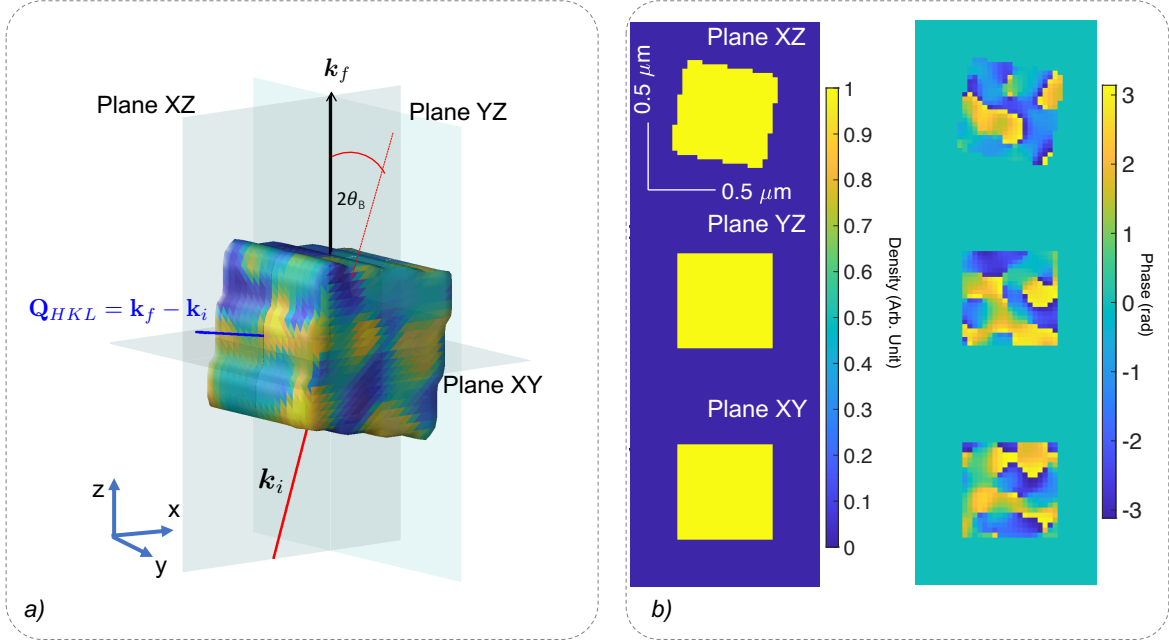 k_f
Plane XZ
Plane YZ
2θ_B
Q_HKL = k_f − k_i
Plane XY
k_i
z
x
y
a)
Plane XZ
0.5 μm
0.5 μm
Plane YZ
Plane XY
1
0.9
0.8
0.7
0.6
0.5
0.4
0.3
0.2
0.1
0
Density (Arb. Unit)
3
2
1
0
-1
-2
-3
Phase (rad)
b)